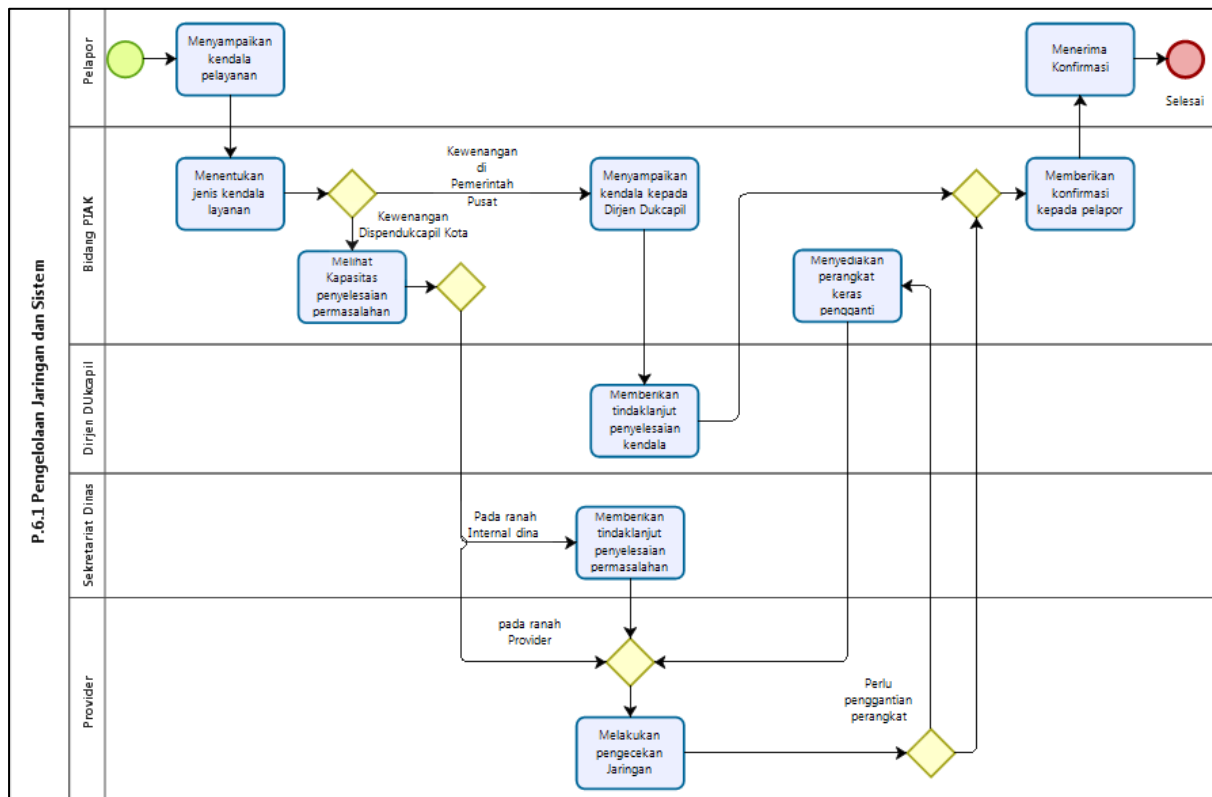 P.6.1 Pengelolaan Jaringan dan Sistem
Pelapor
Menyampaikan
kendala
pelayanan
Menerima
Konfirmasi
Selesai
Bidang PIAK
Menentukan
jenis kendala
layanan
Kewenangan
di
Pemerintah
Pusat
Kewenangan
Dispendukcapil Kota
Melihat
Kapasitas
penyelesaian
permasalahan
Menyampaikan
kendala kepada
Dirjen Dukcapil
Menyediakan
perangkat
keras
pengganti
Memberikan
konfirmasi
kepada pelapor
Dirjen DUkcapil
Memberikan
tindaklanjut
penyelesaian
kendala
Sekretariat Dinas
Pada ranah
Internal dina
Memberikan
tindaklanjut
penyelesaian
permasalahan
Provider
pada ranah
Provider
Melakukan
pengecekan
Jaringan
Perlu
penggantian
perangkat